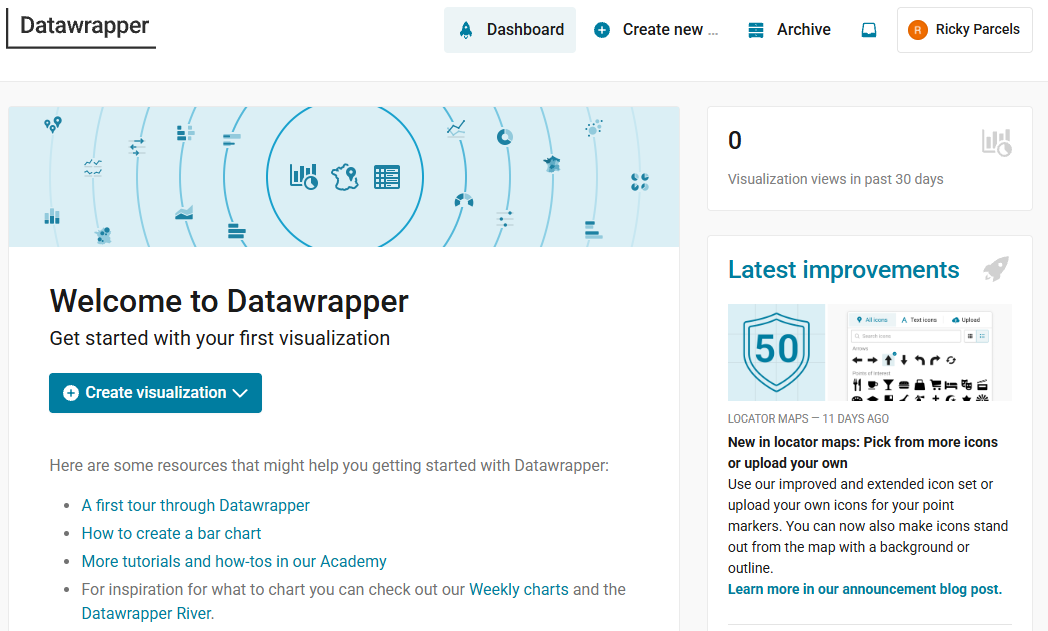 Datawrapper
Dashboard
Create new ...
Archive
R
Ricky Parcels
0
Visualization views in past 30 days
Welcome to Datawrapper
Get started with your first visualization
Create visualization
Here are some resources that might help you getting started with Datawrapper:
A first tour through Datawrapper
How to create a bar chart
More tutorials and how-tos in our Academy
For inspiration for what to chart you can check out our Weekly charts and the
Datawrapper River.
Latest improvements
50
All icons
Text icons
Upload
Search icons
Arrows
Points of interest
LOCATOR MAPS — 11 DAYS AGO
New in locator maps: Pick from more icons
or upload your own
Use our improved and extended icon set or
upload your own icons for your point
markers. You can now also make icons stand
out from the map with a background or
outline.
Learn more in our announcement blog post.